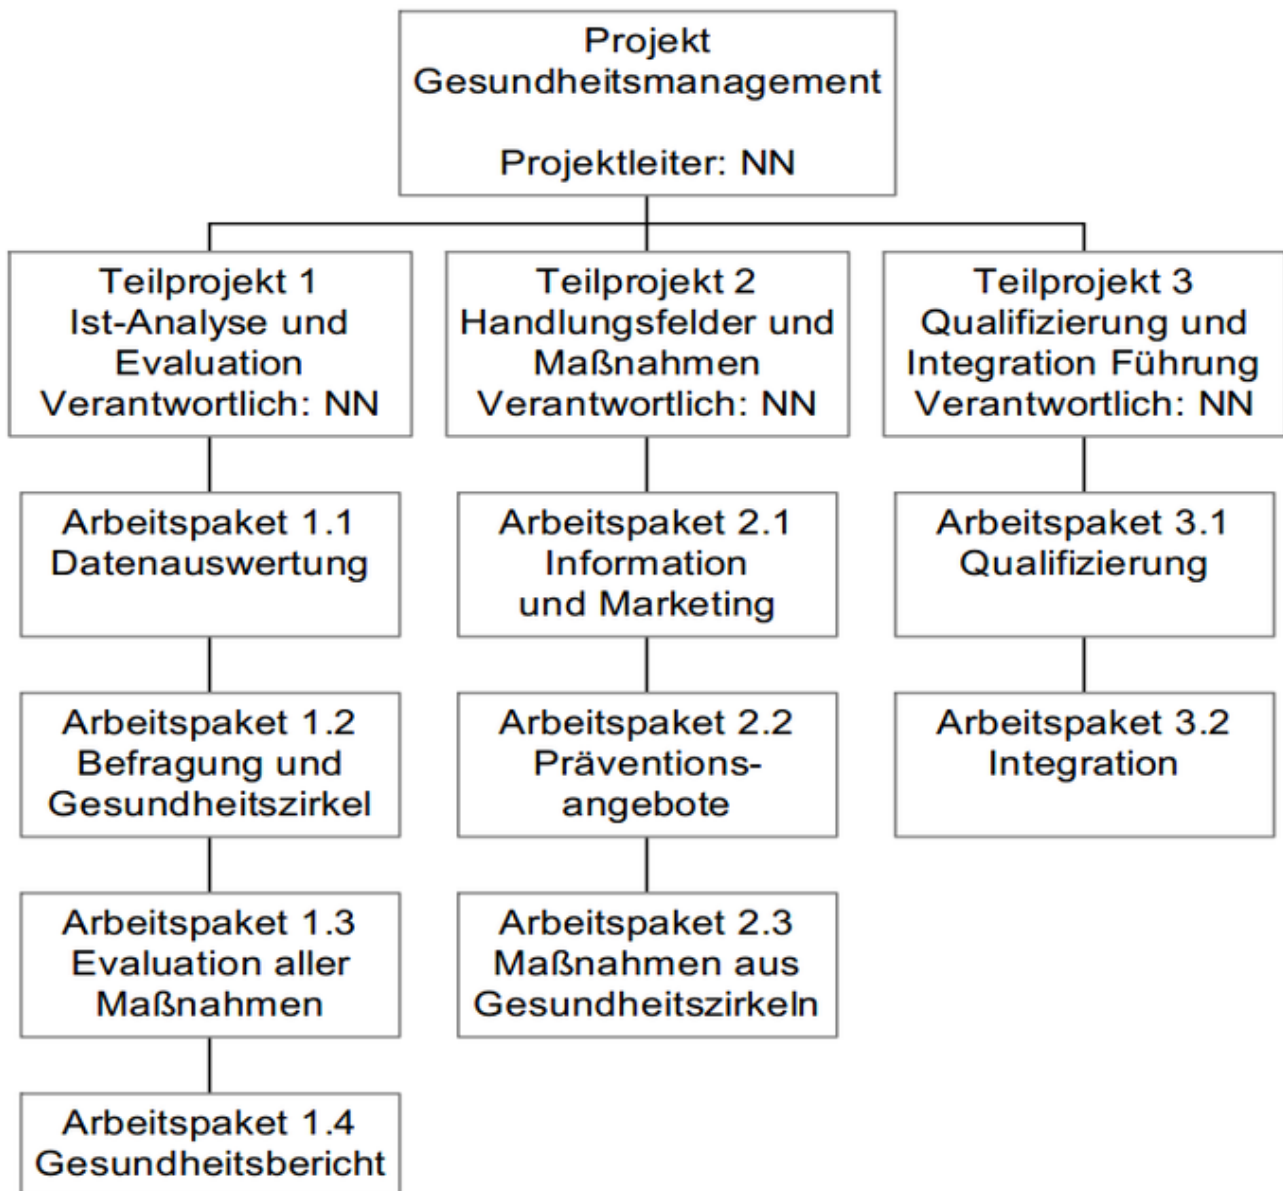 Projekt
Gesundheitsmanagement
Projektleiter: NN
Teilprojekt 1
Ist-Analyse und
Evaluation
Verantwortlich: NN
Teilprojekt 2
Handlungsfelder und
Maßnahmen
Verantwortlich: NN
Teilprojekt 3
Qualifizierung und
Integration Führung
Verantwortlich: NN
Arbeitspaket 1.1
Datenauswertung
Arbeitspaket 2.1
Information
und Marketing
Arbeitspaket 3.1
Qualifizierung
Arbeitspaket 1.2
Befragung und
Gesundheitszirkel
Arbeitspaket 2.2
Präventions-
angebote
Arbeitspaket 3.2
Integration
Arbeitspaket 1.3
Evaluation aller
Maßnahmen
Arbeitspaket 2.3
Maßnahmen aus
Gesundheitszirkeln
Arbeitspaket 1.4
Gesundheitsbericht